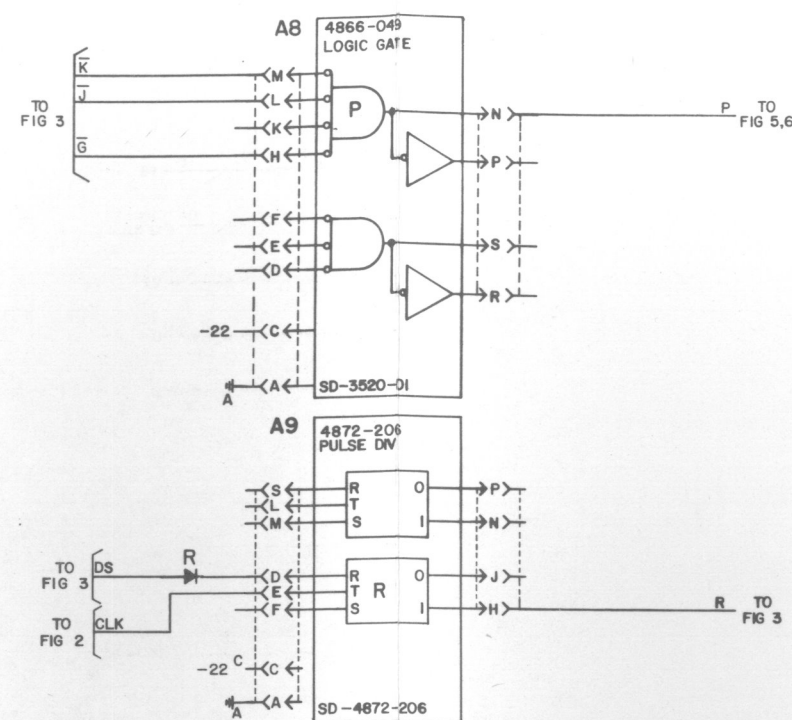 A8
4866-049
LOGIC GATE
K
J
G
TO
FIG 3
M
L
K
H
P
N
P
P
TO
FIG 5,6
F
E
D
S
R
-22
C
A
A
SD-3520-01
A9
4872-206
PULSE DIV
S
L
M
R
T
S
O
I
P
N
TO
FIG 3
DS
R
TO
FIG 2
CLK
D
E
F
R
T
S
R
O
I
J
H
R
TO
FIG 3
-22
C
C
A
A
SD-4872-206